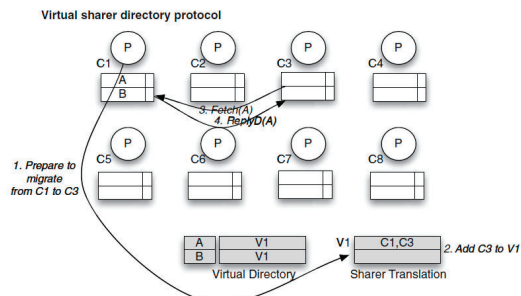 Virtual sharer directory protocol
P P P P
C1 C2 C3 C4
A
B
3. Fetch(A)
4. ReplyD(A)
1. Prepare to
migrate
from C1 to C3
P P P P
C5 C6 C7 C8
A V1 V1 C1,C3
B V1
2. Add C3 to V1
Virtual Directory Sharer Translation